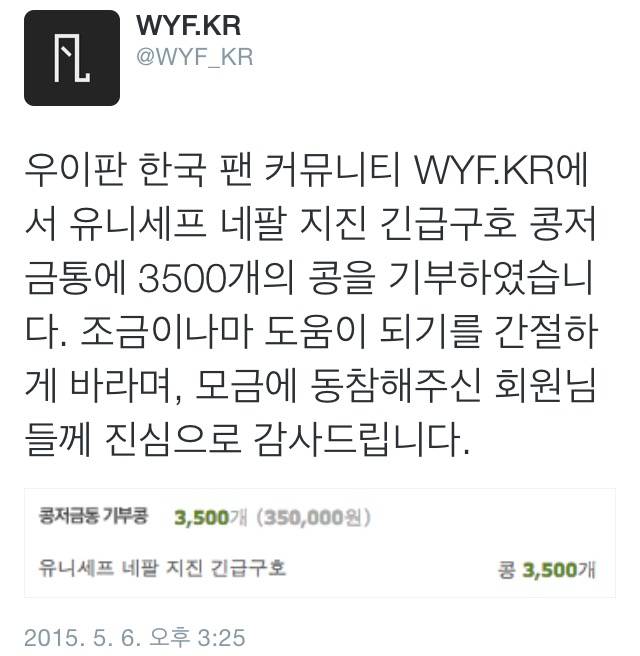 WYF.KR
@WYF_KR
우이판 한국 팬 커뮤니티 WYF.KR에
서 유니세프 네팔 지진 긴급구호 콩저
금통에 3500개의 콩을 기부하였습니
다. 조금이나마 도움이 되기를 간절하
게 바라며, 모금에 동참해주신 회원님
들께 진심으로 감사드립니다.
콩저금통 기부콩 3,500개 (350,000원)
유니세프 네팔 지진 긴급구호 콩 3,500개
2015. 5. 6. 오후 3:25